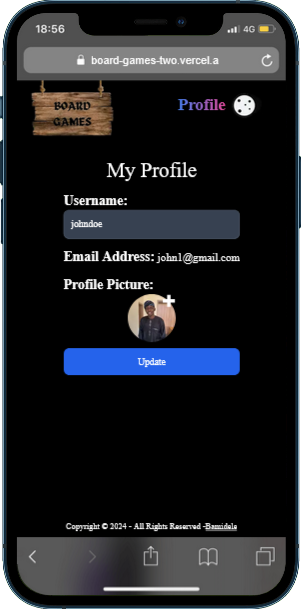 18:56
4G
board-games-two.vercel.a
BOARD
GAMES
Profile
My Profile
Username:
johndoe
Email Address: john1@gmail.com
Profile Picture:
Update
Copyright © 2024 - All Rights Reserved -Bamidele